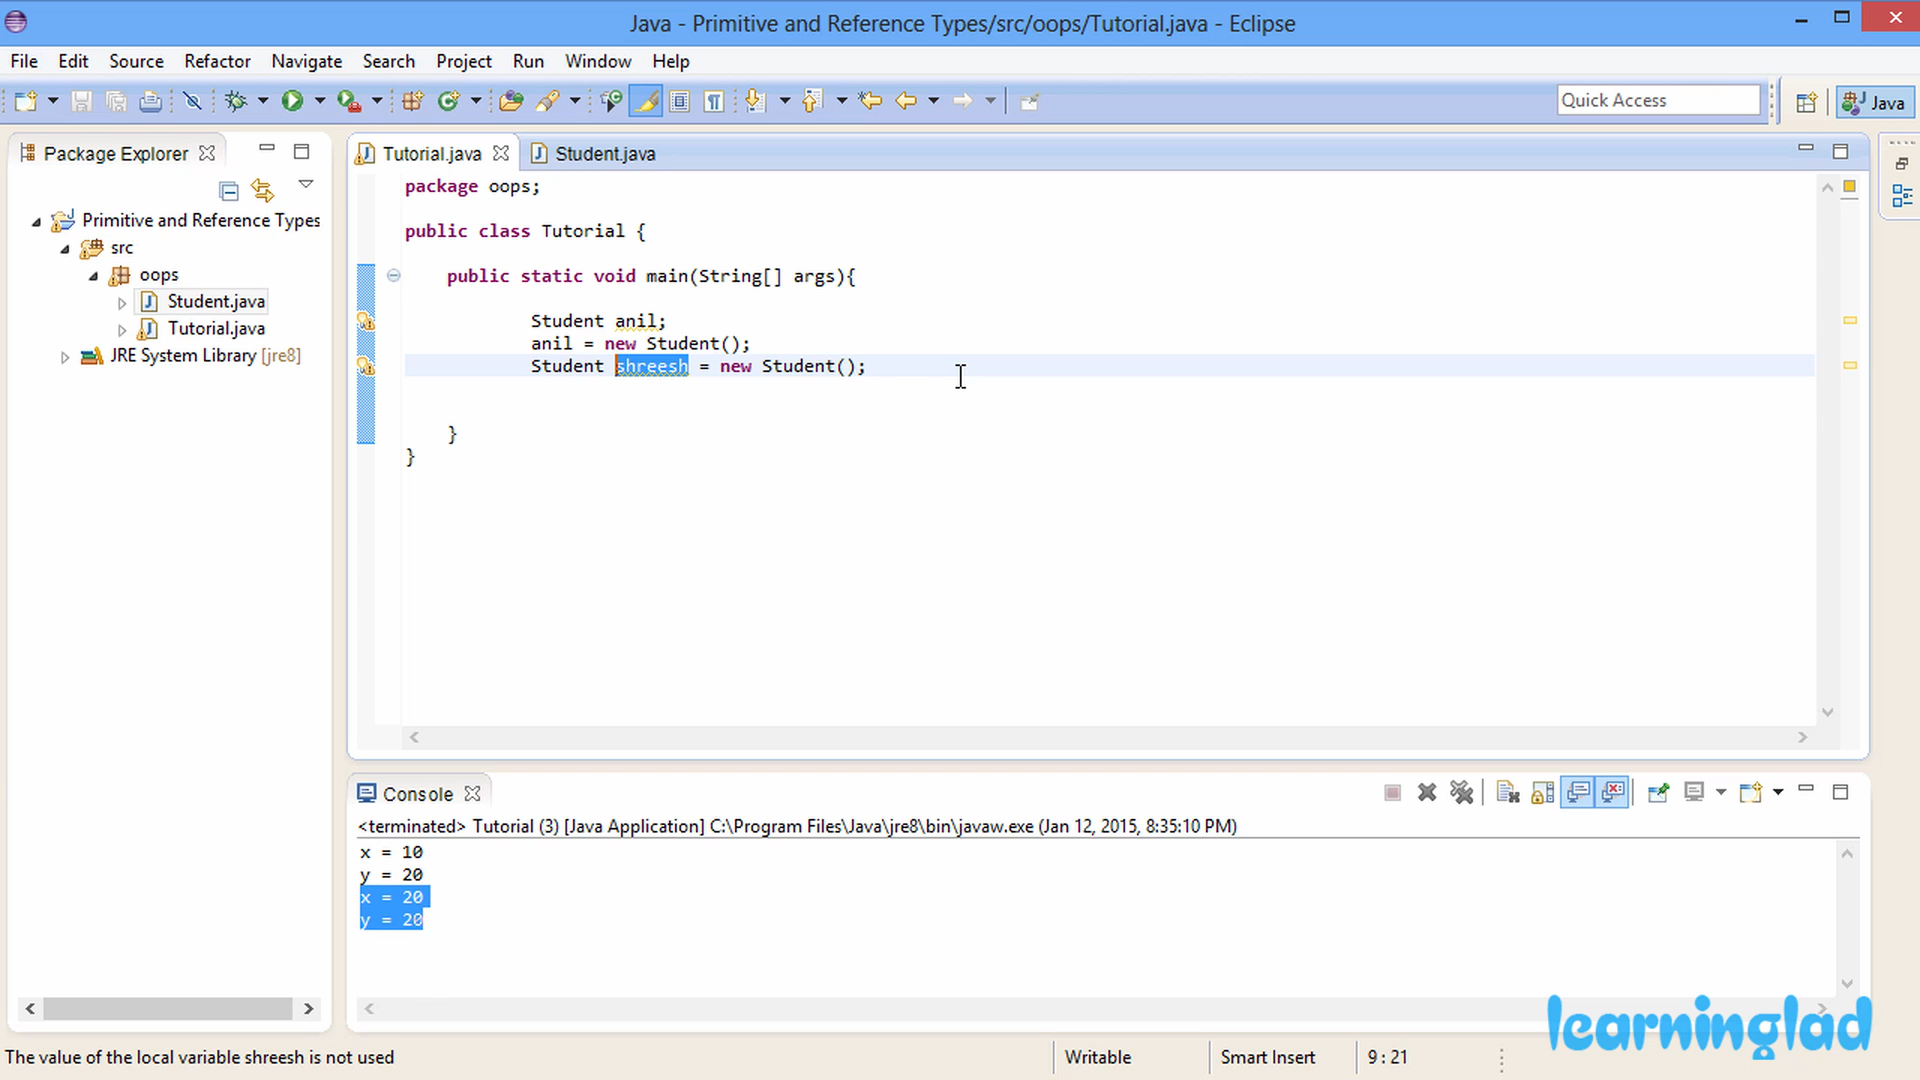 Java - Primitive and Reference Types/src/oops/Tutorial.java - Eclipse
File Edit Source Refactor Navigate Search Project Run Window Help
Quick Access
Java
Package Explorer
Primitive and Reference Types
src
oops
Student.java
Tutorial.java
JRE System Library [jre8]
Tutorial.java
Student.java
package oops;
public class Tutorial {
public static void main(String[] args){
Student anil;
anil = new Student();
Student shreesh = new Student();
}
}
Console
<terminated> Tutorial (3) [Java Application] C:\Program Files\Java\jre8\bin\javaw.exe (Jan 12, 2015, 8:35:10 PM)
x = 10
y = 20
x = 20
y = 20
The value of the local variable shreesh is not used
Writable
Smart Insert
9 : 21
learninglad